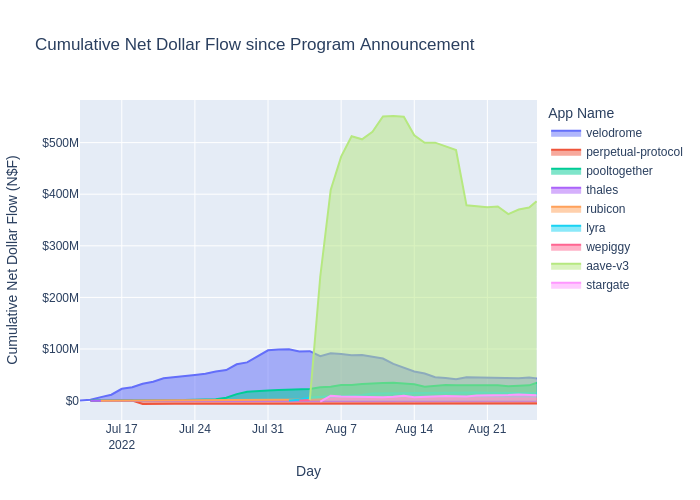 Cumulative Net Dollar Flow since Program Announcement
App Name
velodrome
perpetual-protocol
pooltogether
thales
rubicon
lyra
wepiggy
aave-v3
stargate
Cumulative Net Dollar Flow (N$F)
$500M
$400M
$300M
$200M
$100M
$0
Jul 17 Jul 24 Jul 31 Aug 7 Aug 14 Aug 21
2022
Day